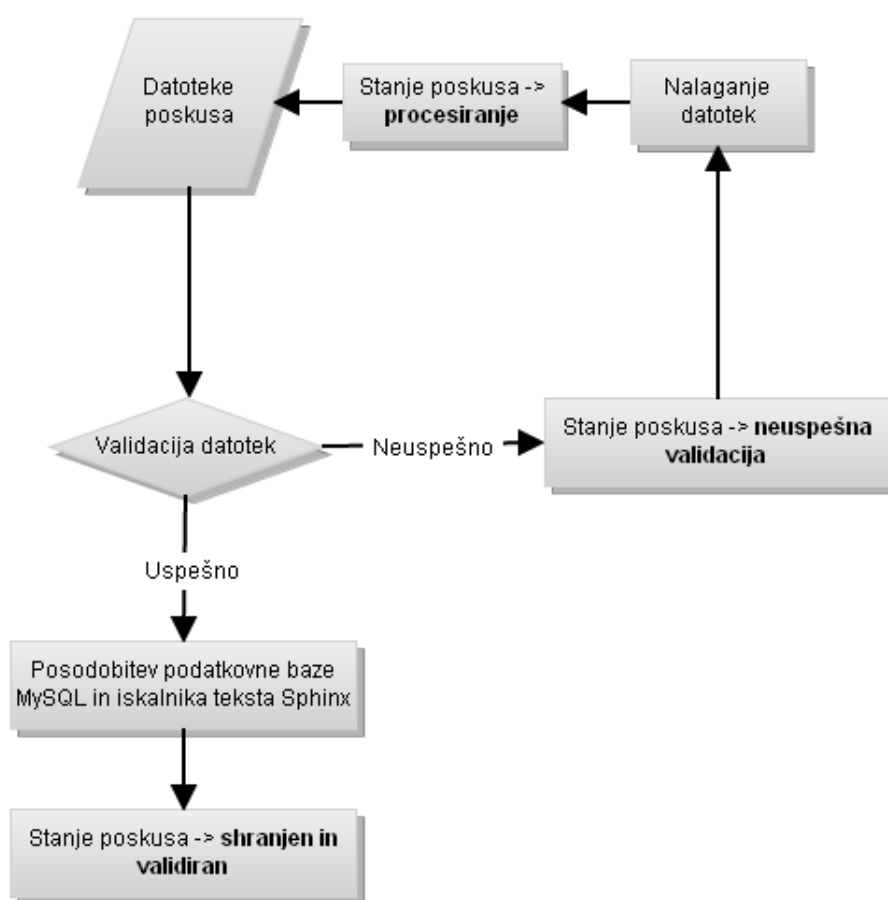 Datoteke
poskusa
Stanje poskusa ->
procesiranje
Nalaganje
datotek
Validacija datotek
Neuspešno
Stanje poskusa -> neuspešna
validacija
Uspešno
Posodobitev podatkovne baze
MySQL in iskalnika teksta Sphinx
Stanje poskusa -> shranjen in
validiran